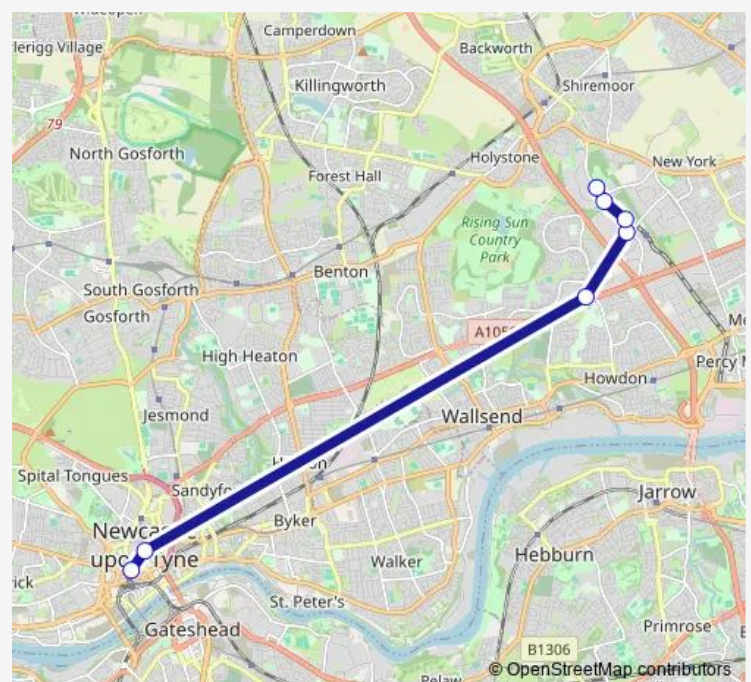 Camperdown
Backworth
Killingworth
Shiremoor
79
North Gosforth
Holystone
New York
Forest Hall
Rising Sun
Country
Park
Benton
South Gosforth
Gosforth
High Heaton
Howdon
Jesmond
Wallsend
Spital Tongues
Byker
Jarrow
Walker
Hebburn
St. Peter's
Gateshead
Primrose
B1306
© OpenStreetMap contributors